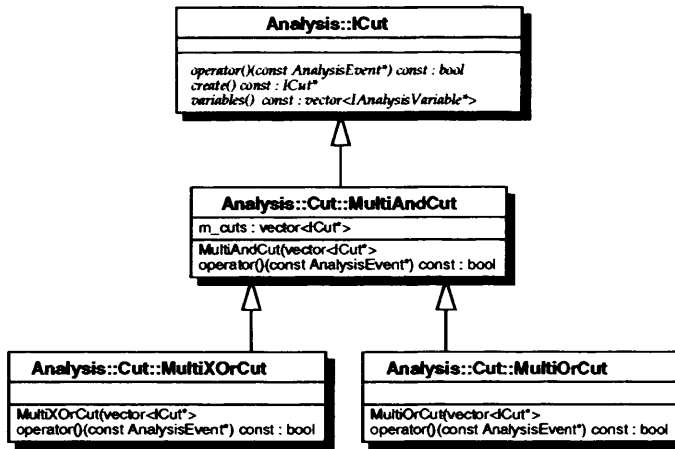 Analysis::ICut
operator()(const AnalysisEvent*) const : bool
create() const : ICut*
variables() const : vector<IAnalysisVariable*>
Analysis::Cut::MultiAndCut
m_cuts : vector<ICut*>
MultiAndCut(vector<ICut*>
operator()(const AnalysisEvent*) const : bool
Analysis::Cut::MultiXOrCut
MultiXOrCut(vector<ICut*>
operator()(const AnalysisEvent*) const : bool
Analysis::Cut::MultiOrCut
MultiOrCut(vector<ICut*>
operator()(const AnalysisEvent*) const : bool